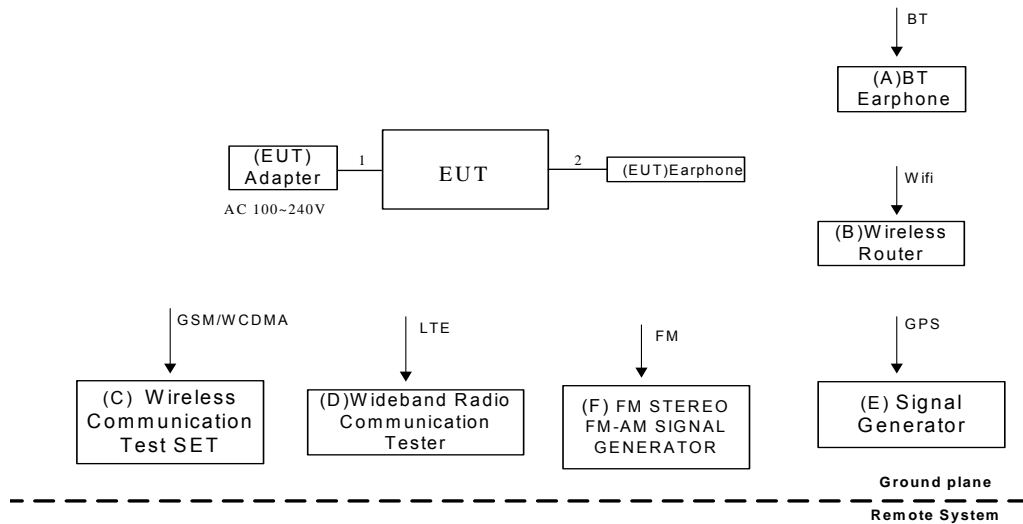 BT
(A)BT
Earphone
(EUT)
Adapter
1
EUT
2
(EUT)Earphone
AC 100~240V
Wifi
(B)Wireless
Router
GSM/WCDMA
LTE
FM
GPS
(C) Wireless
Communication
Test SET
(D)Wideband Radio
Communication
Tester
(F) FM STEREO
FM-AM SIGNAL
GENERATOR
(E) Signal
Generator
Ground plane
Remote System